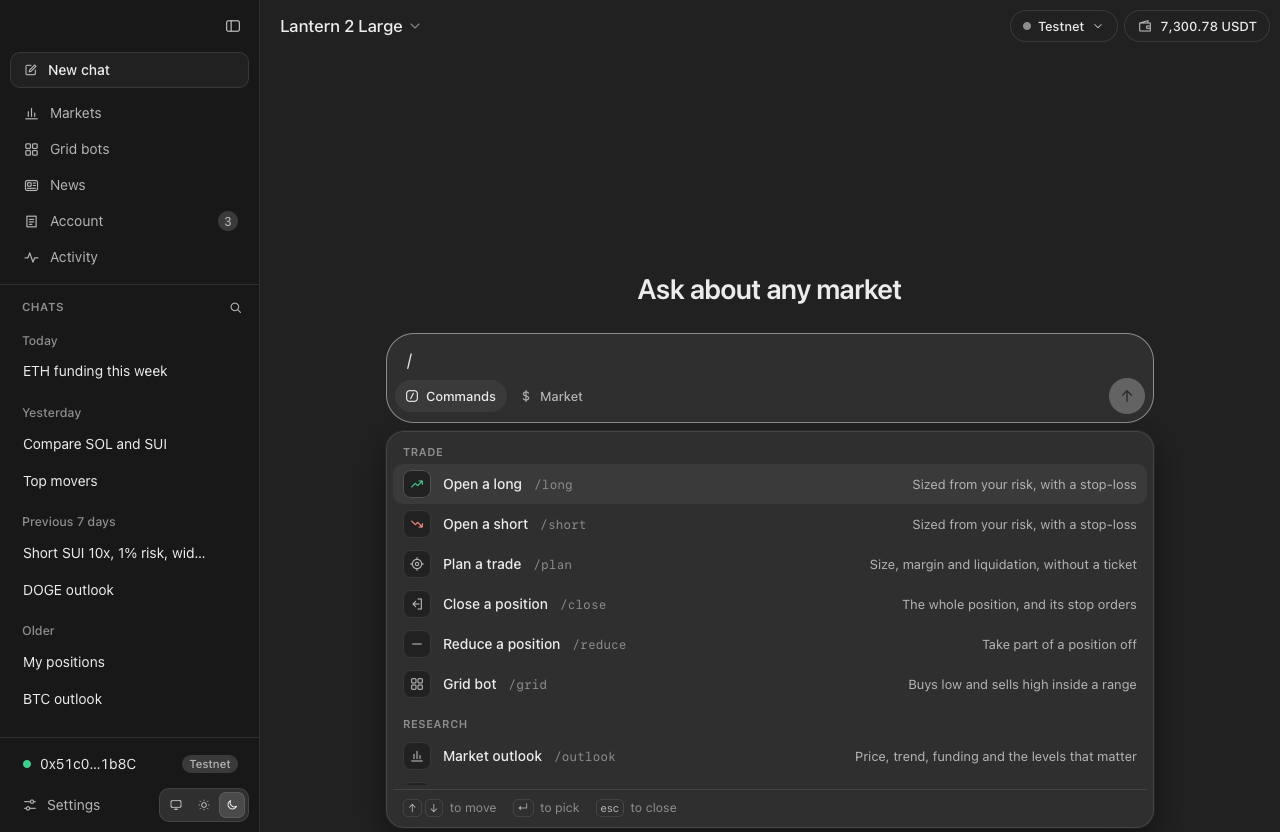 Lantern 2 Large
Testnet
7,300.78 USDT
New chat
Markets
Grid bots
News
Account 3
Activity
CHATS
Today
ETH funding this week
Yesterday
Compare SOL and SUI
Top movers
Previous 7 days
Short SUI 10x, 1% risk, wid...
DOGE outlook
Older
My positions
BTC outlook
0x51c0...1b8C Testnet
Settings
Ask about any market
/
Commands $ Market
TRADE
Open a long /long Sized from your risk, with a stop-loss
Open a short /short Sized from your risk, with a stop-loss
Plan a trade /plan Size, margin and liquidation, without a ticket
Close a position /close The whole position, and its stop orders
Reduce a position /reduce Take part of a position off
Grid bot /grid Buys low and sells high inside a range
RESEARCH
Market outlook /outlook Price, trend, funding and the levels that matter
↑ ↓ to move ↵ to pick esc to close